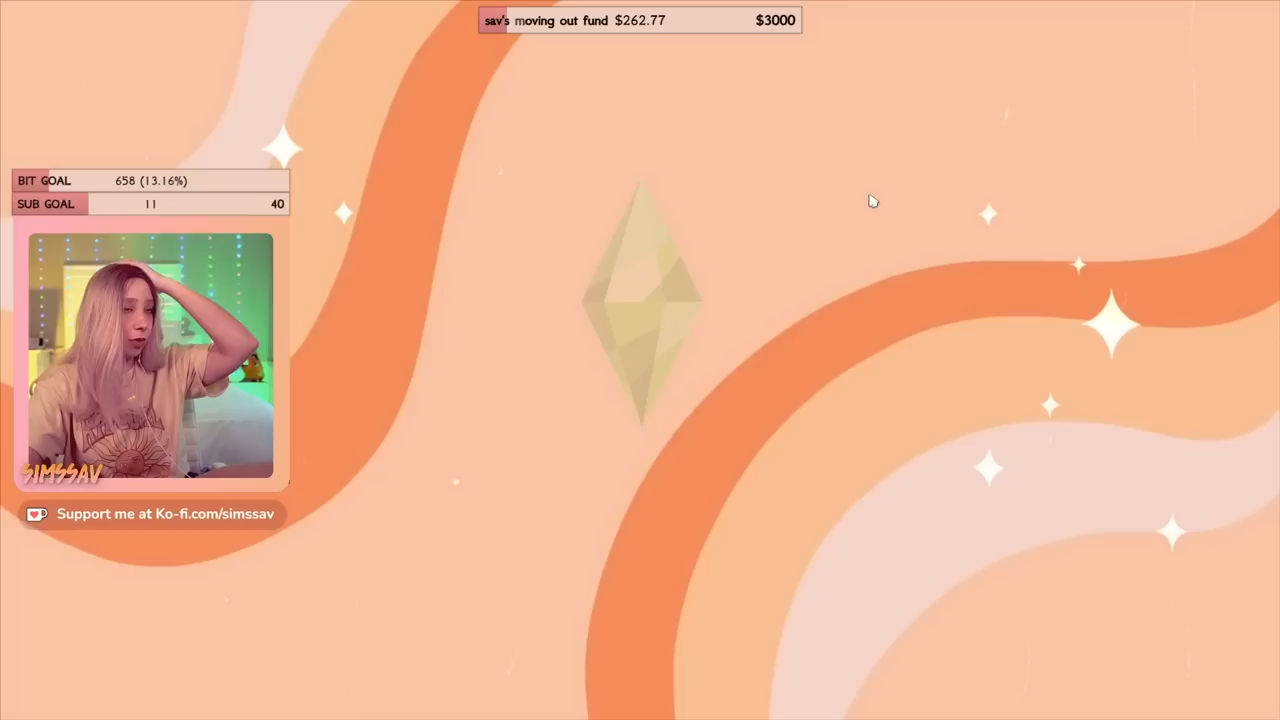 sav's moving out fund $262.77 $3000
BIT GOAL 658 (13.16%)
SUB GOAL 11 40
SIMSSAV
Support me at Ko-fi.com/simssav